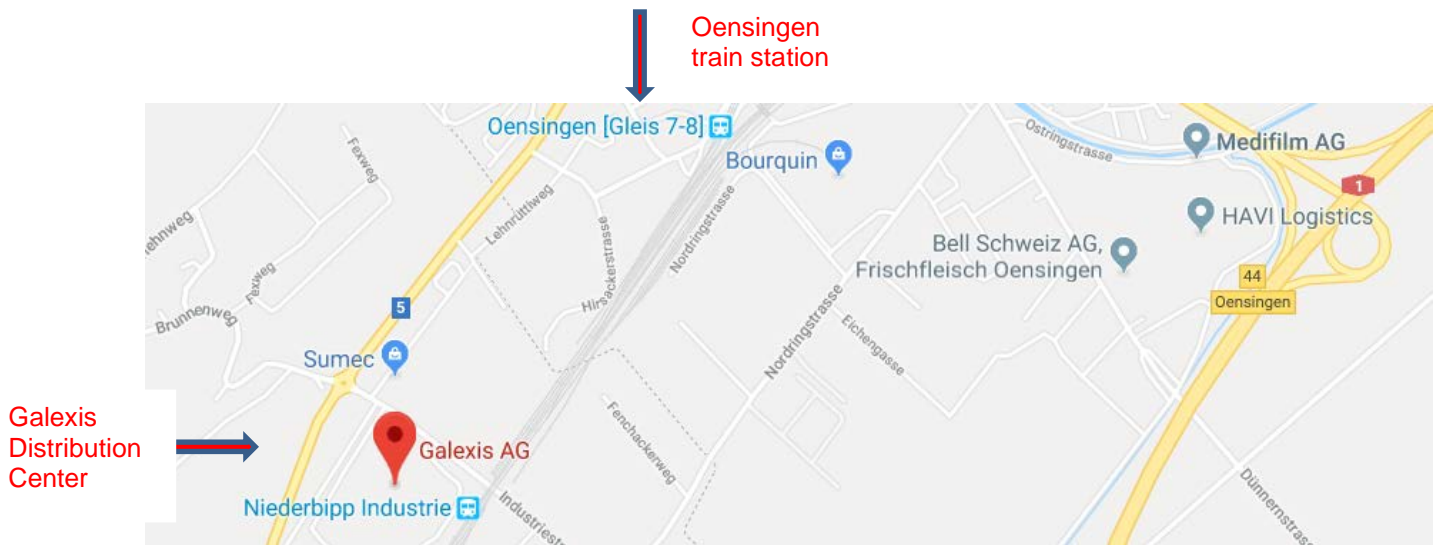 Oensingen
train station
Oensingen [Gleis 7-8]
Bourquin
Ostringstrasse
Medifilm AG
1
HAVI Logistics
Bell Schweiz AG,
Frischfleisch Oensingen
44
Oensingen
Fexweg
Lehnrüttiweg
Nordringstrasse
Hirsackerstrasse
Fexweg
Brunnenweg
5
Sumec
Nordringstrasse
Eichengasse
Galexis
Distribution
Center
Galexis AG
Fenchackerweg
Niederbipp Industrie
Dünnernstr